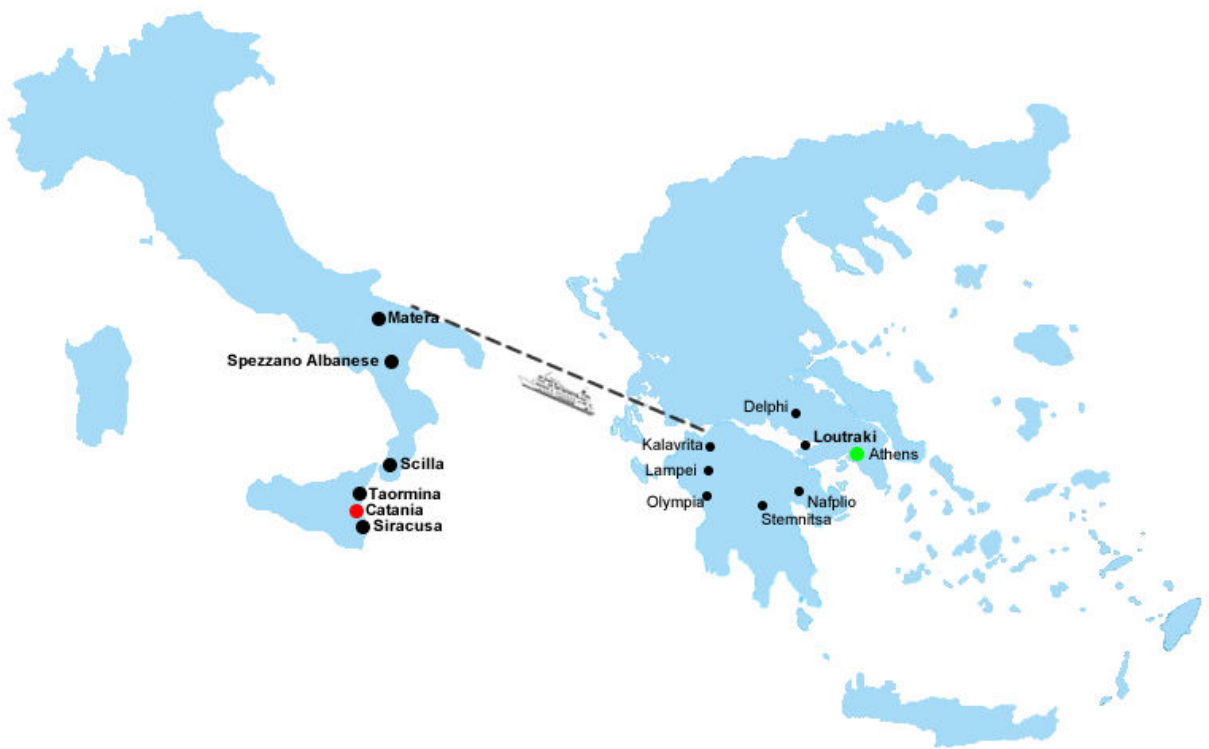 Matera
Spezzano Albanese
Scilla
Taormina
Catania
Siracusa
Delphi
Loutraki
Kalavrita
Athens
Lampei
Olympia
Nafplio
Stemnitsa